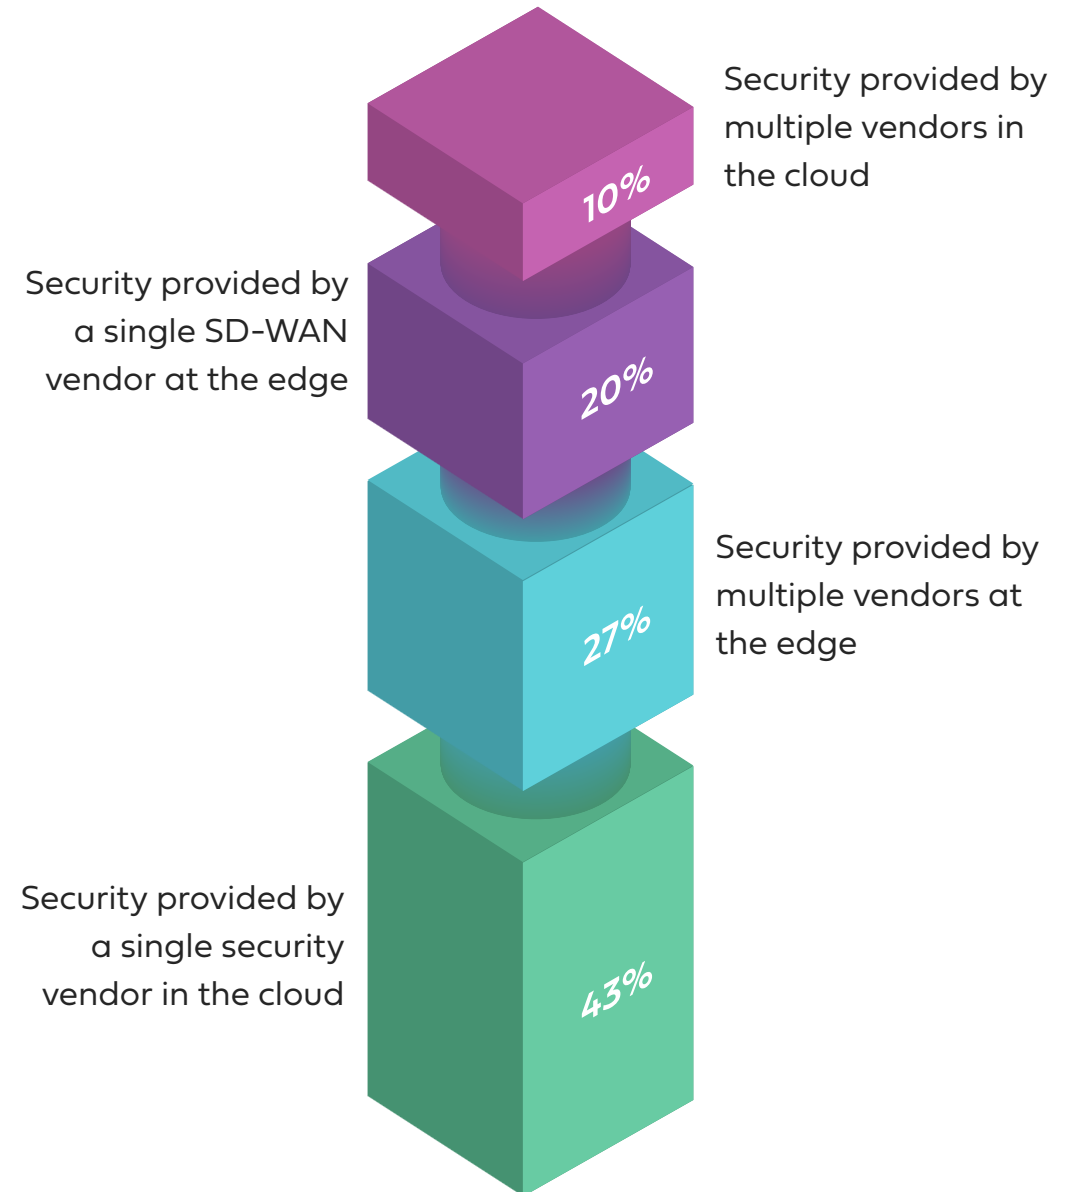 Security provided by
multiple vendors in
the cloud
10%
Security provided by
a single SD-WAN
vendor at the edge
20%
Security provided by
multiple vendors at
the edge
27%
Security provided by
a single security
vendor in the cloud
43%